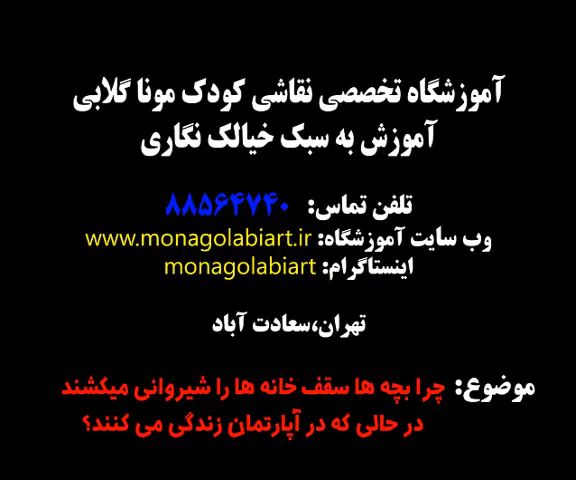 آموزشگاه تخصصی نقاشی کودک مونا گلابی
آموزش به سبک خیالک نگاری
تلفن تماس: ۸۸۵۶۴۷۴۰
وب سایت آموزشگاه: www.monagolabiart.ir
اینستاگرام: monagolabiart
تهران،سعادت آباد
موضوع: چرا بچه ها سقف خانه ها را شیروانی میکشند
در حالی که در آپارتمان زندگی می کنند؟